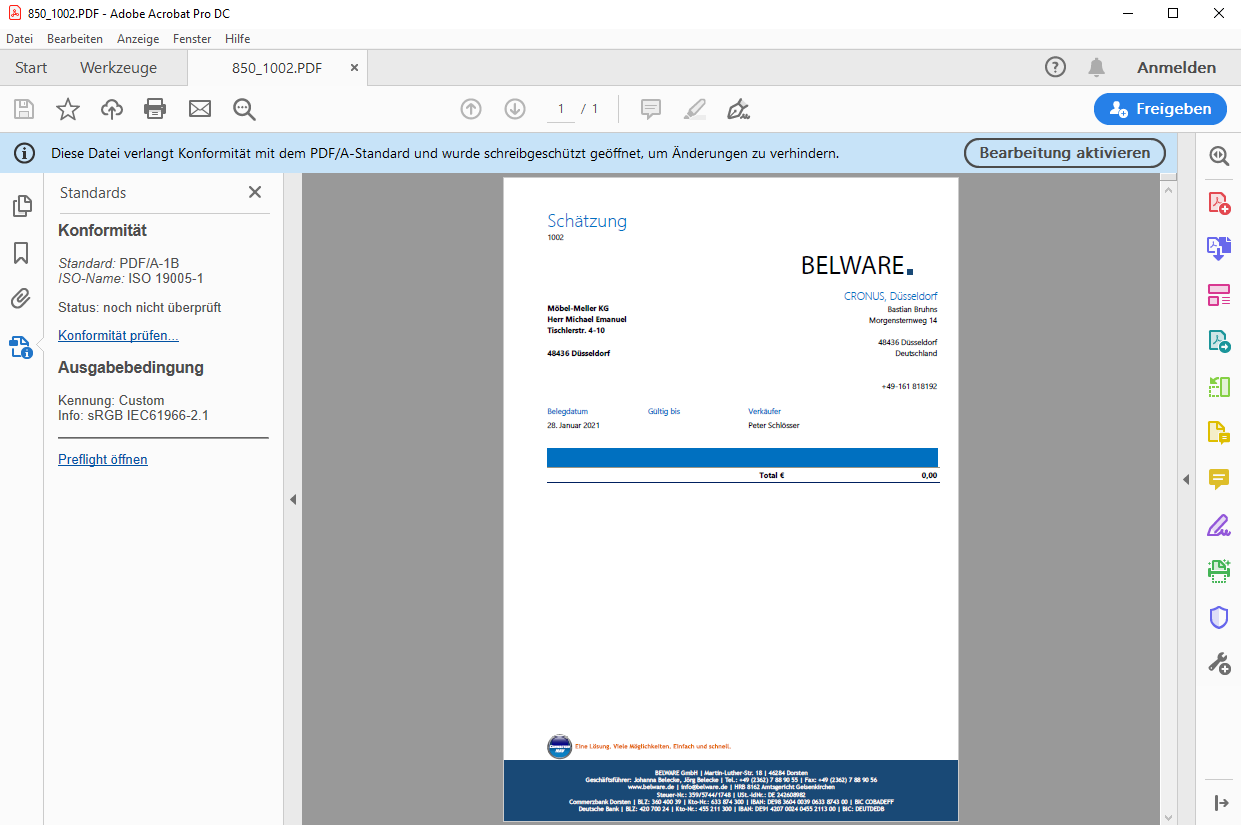 850_1002.PDF - Adobe Acrobat Pro DC
Datei Bearbeiten Anzeige Fenster Hilfe
Start Werkzeuge 850_1002.PDF Anmelden
1 / 1 Freigeben
Diese Datei verlangt Konformität mit dem PDF/A-Standard und wurde schreibgeschützt geöffnet, um Änderungen zu verhindern. Bearbeitung aktivieren
Standards
Konformität
Standard: PDF/A-1B
ISO-Name: ISO 19005-1
Status: noch nicht überprüft
Konformität prüfen...
Ausgabebedingung
Kennung: Custom
Info: sRGB IEC61966-2.1
Preflight öffnen
Schätzung
1002
BELWARE.
CRONUS, Düsseldorf
Bastian Bruhns
Morgensternweg 14
48436 Düsseldorf
Deutschland
+49-161 818192
Möbel-Meller KG
Herr Michael Emanuel
Tischlerstr. 4-10
48436 Düsseldorf
Belegdatum Gültig bis Verkäufer
28. Januar 2021 Peter Schlösser
Total € 0,00
Eine Lösung. Viele Möglichkeiten. Einfach und schnell.
BELWARE GmbH | Martin-Luther-Str. 18 | 46284 Dorsten
Geschäftsführer: Johanna Belecke, Jörg Belecke | Tel.: +49 (2362) 7 88 90 55 | Fax: +49 (2362) 7 88 90 56
www.belware.de | info@belware.de | HRB 8162 Amtsgericht Gelsenkirchen
Steuer-Nr.: 359/5744/1748 | USt.-IdNr.: DE 242608982
Commerzbank Dorsten | BLZ: 360 400 39 | Kto-Nr.: 633 874 300 | IBAN: DE98 3604 0039 0633 8743 00 | BIC COBADEFF
Deutsche Bank | BLZ: 420 700 24 | Kto-Nr.: 455 211 300 | IBAN: DE91 4207 0024 0455 2113 00 | BIC: DEUTDEDB